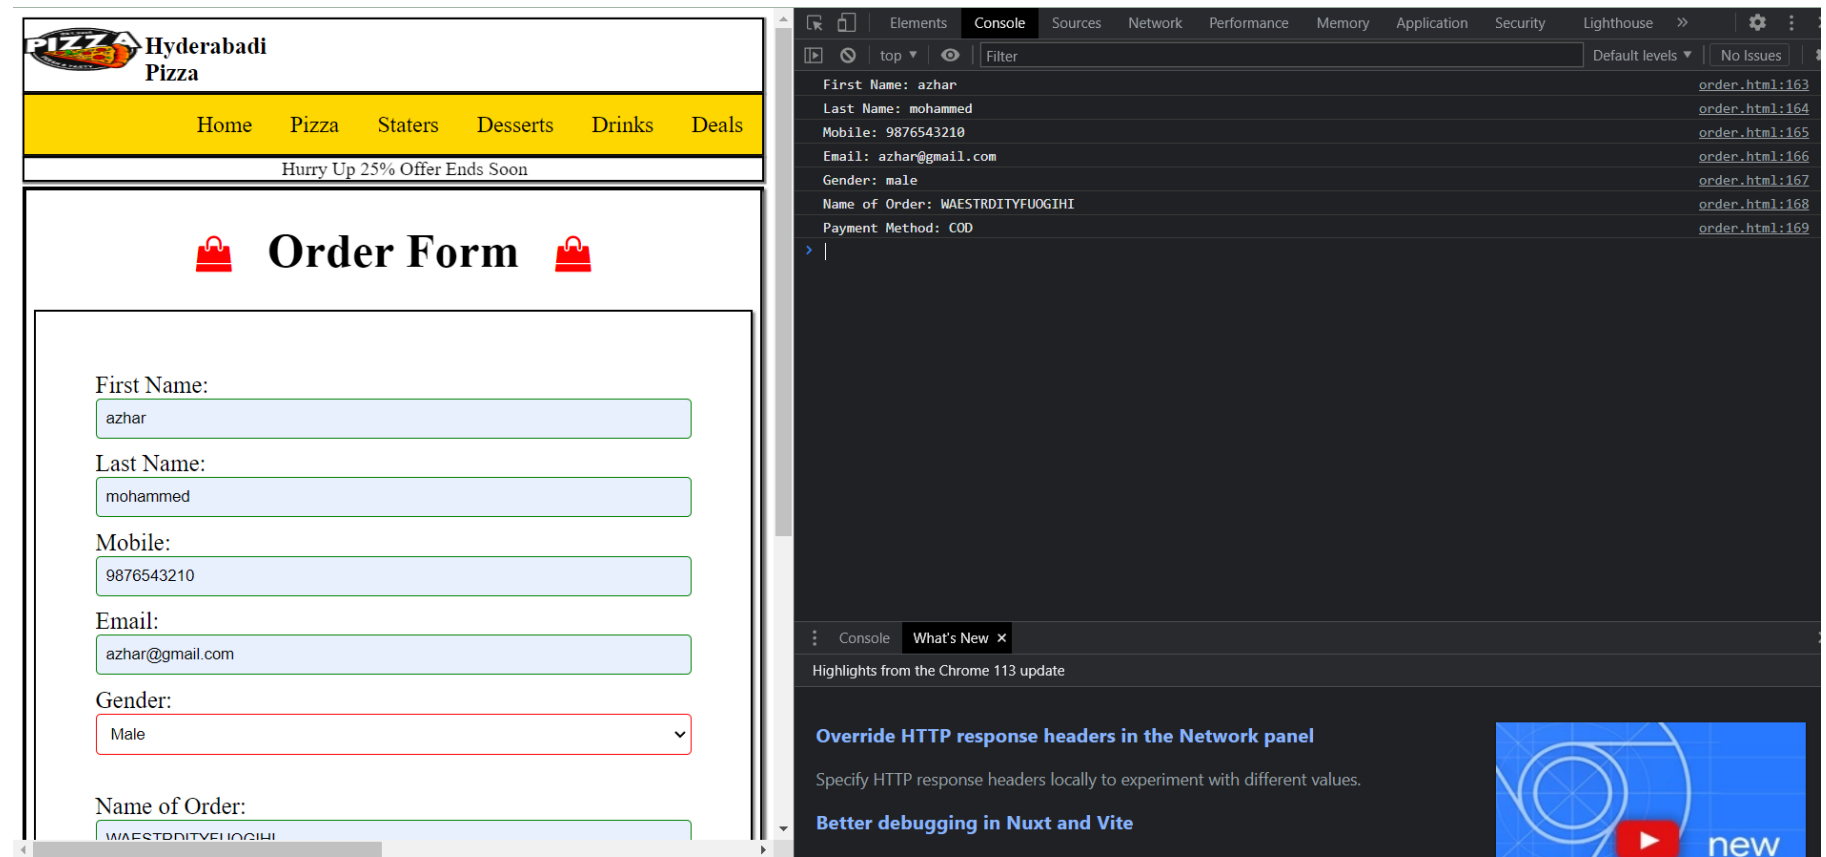 PIZZA
Hyderabadi
Pizza
Home Pizza Staters Desserts Drinks Deals
Hurry Up 25% Offer Ends Soon
Order Form
First Name:
azhar
Last Name:
mohammed
Mobile:
9876543210
Email:
azhar@gmail.com
Gender:
Male
Name of Order:
WAESTRDITYFUOGIHI
Elements Console Sources Network Performance Memory Application Security Lighthouse »
top ▼ Filter Default levels ▼ No Issues
First Name: azhar order.html:163
Last Name: mohammed order.html:164
Mobile: 9876543210 order.html:165
Email: azhar@gmail.com order.html:166
Gender: male order.html:167
Name of Order: WAESTRDITYFUOGIHI order.html:168
Payment Method: COD order.html:169
>
Console What's New ×
Highlights from the Chrome 113 update
Override HTTP response headers in the Network panel
Specify HTTP response headers locally to experiment with different values.
Better debugging in Nuxt and Vite
new